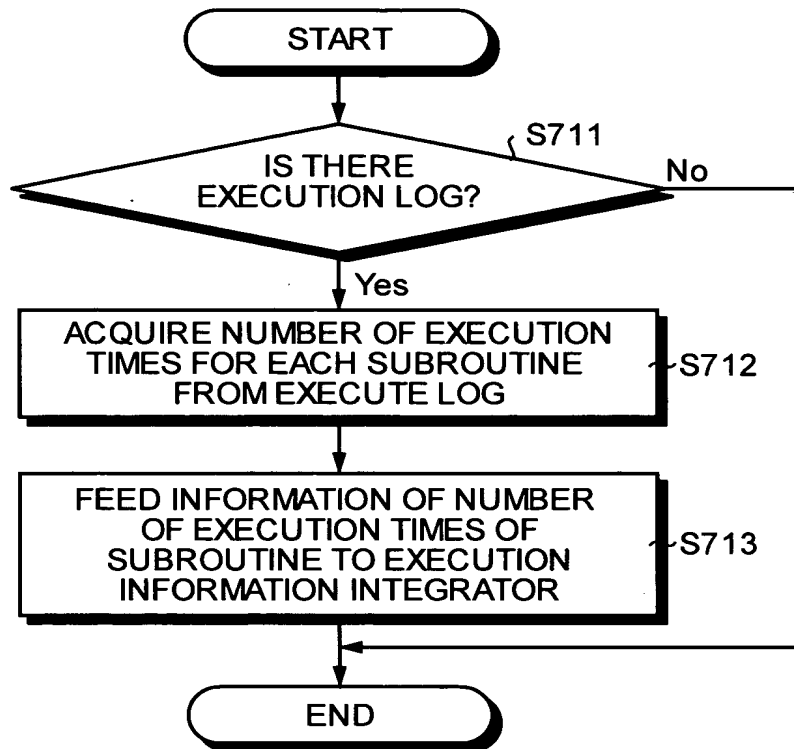 START
S711
IS THERE
EXECUTION LOG?
No
Yes
ACQUIRE NUMBER OF EXECUTION
TIMES FOR EACH SUBROUTINE
FROM EXECUTE LOG
S712
FEED INFORMATION OF NUMBER
OF EXECUTION TIMES OF
SUBROUTINE TO EXECUTION
INFORMATION INTEGRATOR
S713
END